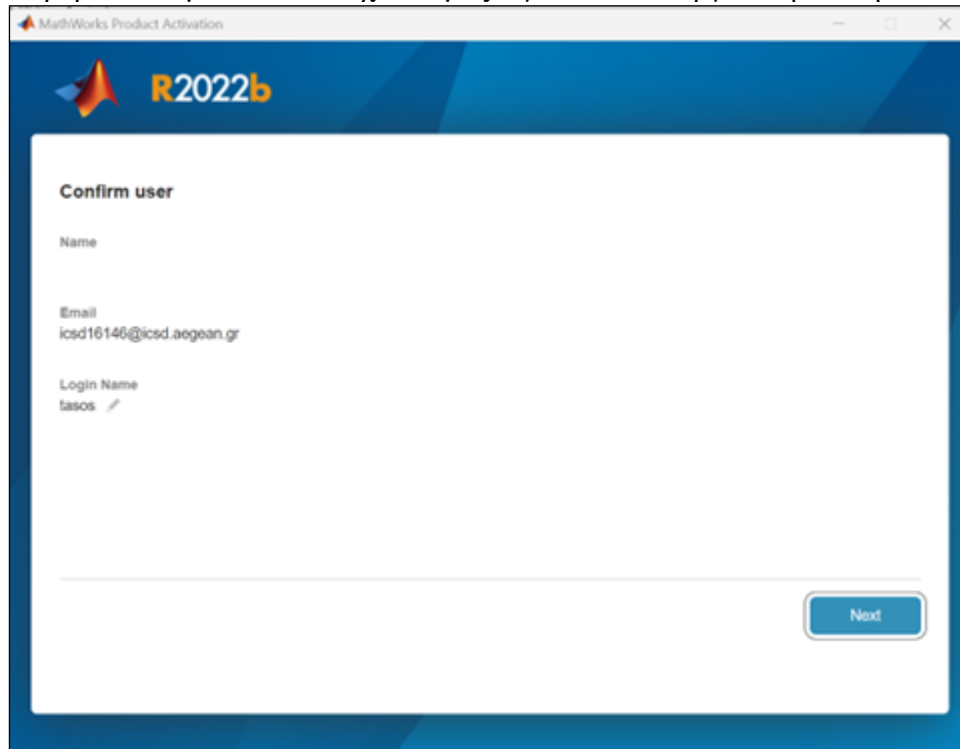 MathWorks Product Activation
R2022b
Confirm user
Name
Email
icsd16146@icsd.aegean.gr
Login Name
tasos
Next